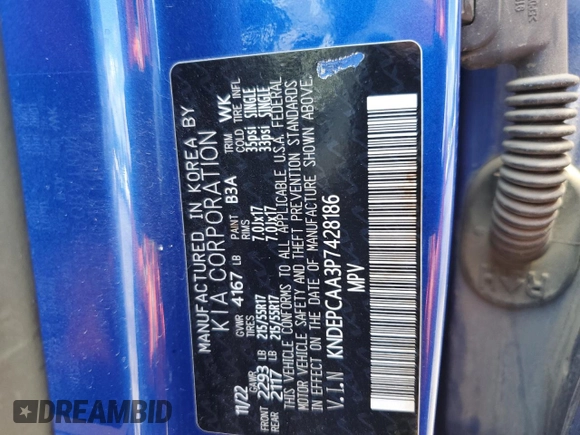 MANUFACTURED IN KOREA BY
KIA CORPORATION
11/22 GVWR 4167 LB PAINT B3A TRIM WK
GAWR TIRES RIMS COLD TIRE INFL
FRONT 2293 LB 215/55R17 7.0Jx17 35psi SINGLE
REAR 2117 LB 215/55R17 7.0Jx17 33psi SINGLE
THIS VEHICLE CONFORMS TO ALL APPLICABLE U.S.A. FEDERAL
MOTOR VEHICLE SAFETY AND THEFT PREVENTION STANDARDS
IN EFFECT ON THE DATE OF MANUFACTURE SHOWN ABOVE.
V.I.N KNDEPCAA3P7428186
MPV
DREAMBID